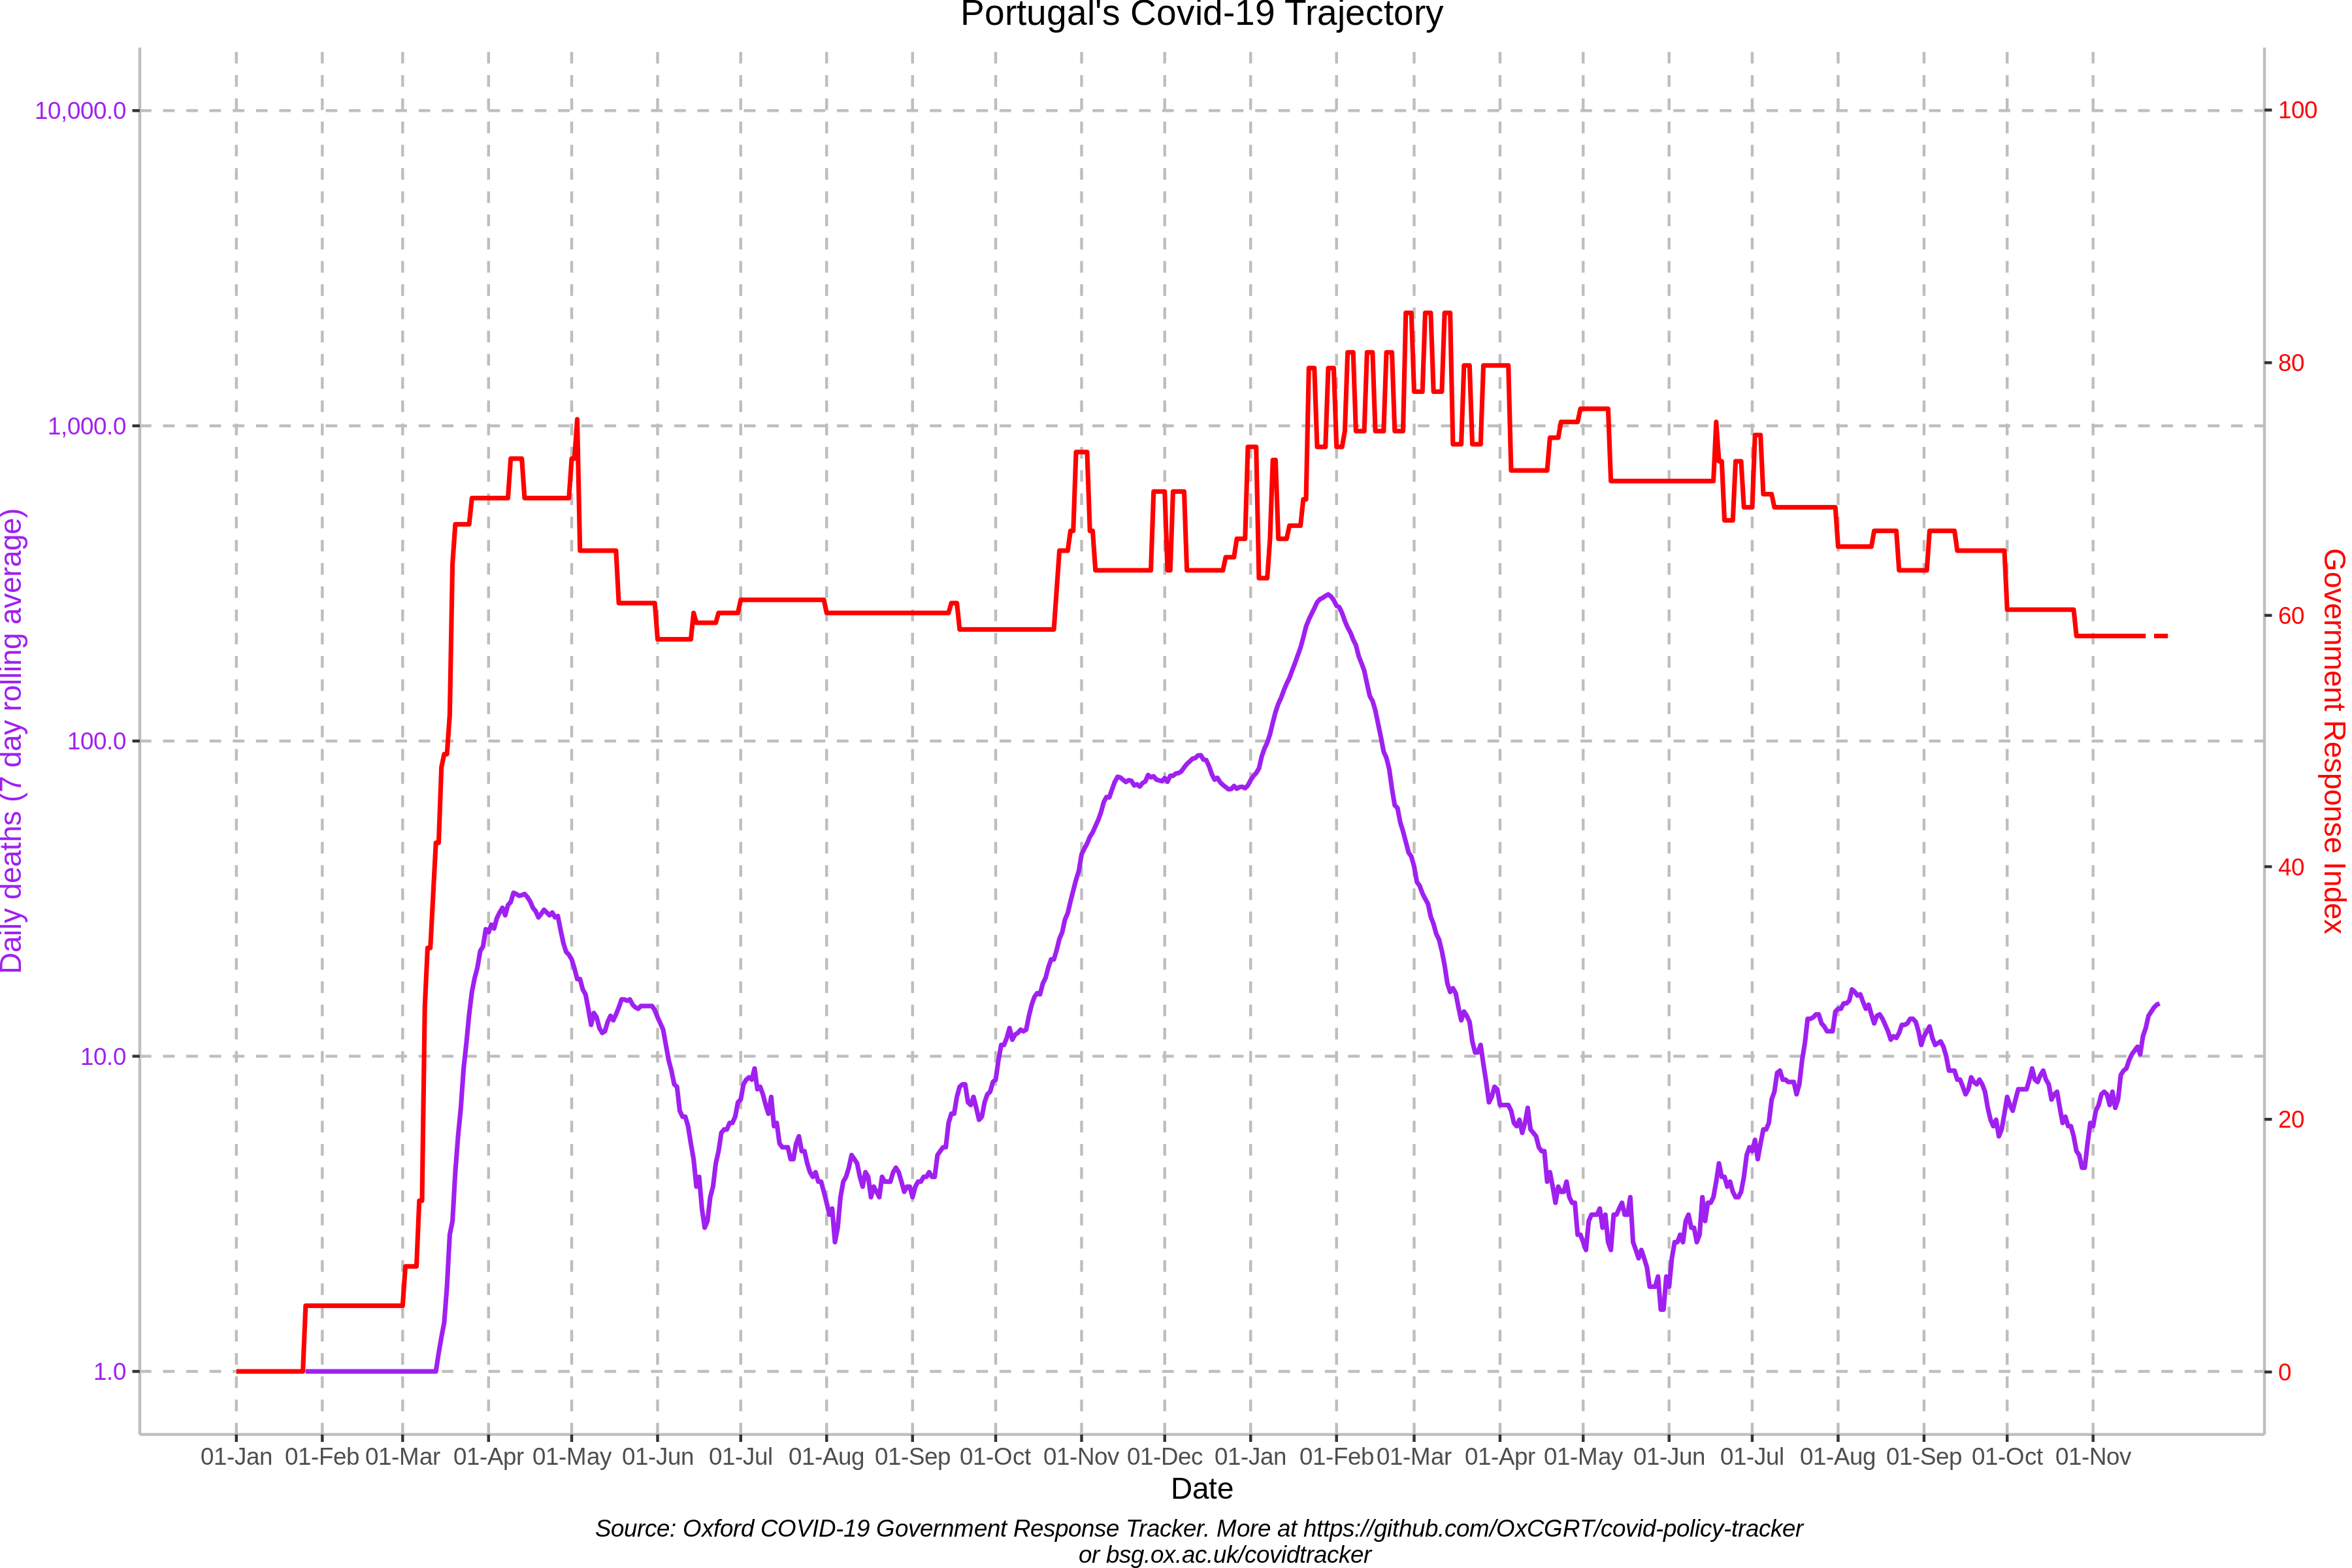 Portugal's Covid-19 Trajectory
10,000.0
1,000.0
100.0
10.0
1.0
Daily deaths (7 day rolling average)
100
80
60
40
20
0
Government Response Index
01-Jan 01-Feb 01-Mar 01-Apr 01-May 01-Jun 01-Jul 01-Aug 01-Sep 01-Oct 01-Nov 01-Dec 01-Jan 01-Feb 01-Mar 01-Apr 01-May 01-Jun 01-Jul 01-Aug 01-Sep 01-Oct 01-Nov
Date
Source: Oxford COVID-19 Government Response Tracker. More at https://github.com/OxCGRT/covid-policy-tracker
or bsg.ox.ac.uk/covidtracker